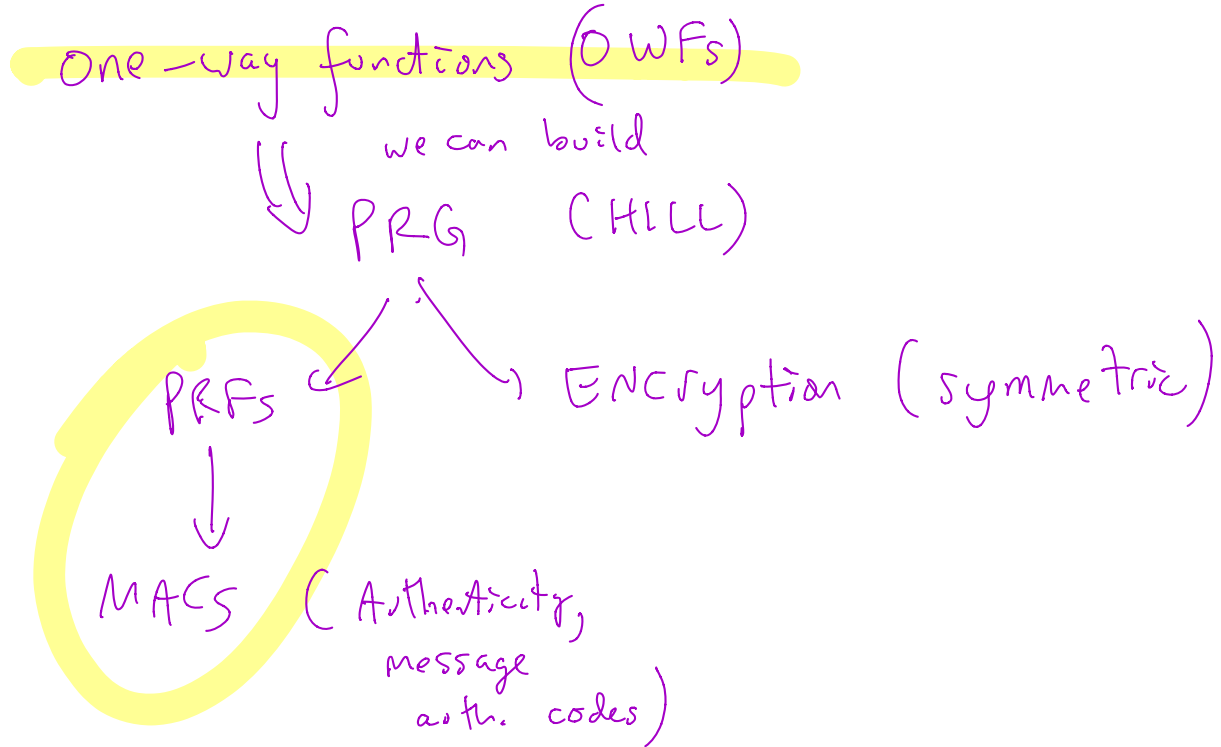 one-way functions (OWFs)
we can build
PRG (HILL)
PRFs
ENCryption (symmetric)
MACS (Authenticity,
message
auth. codes)